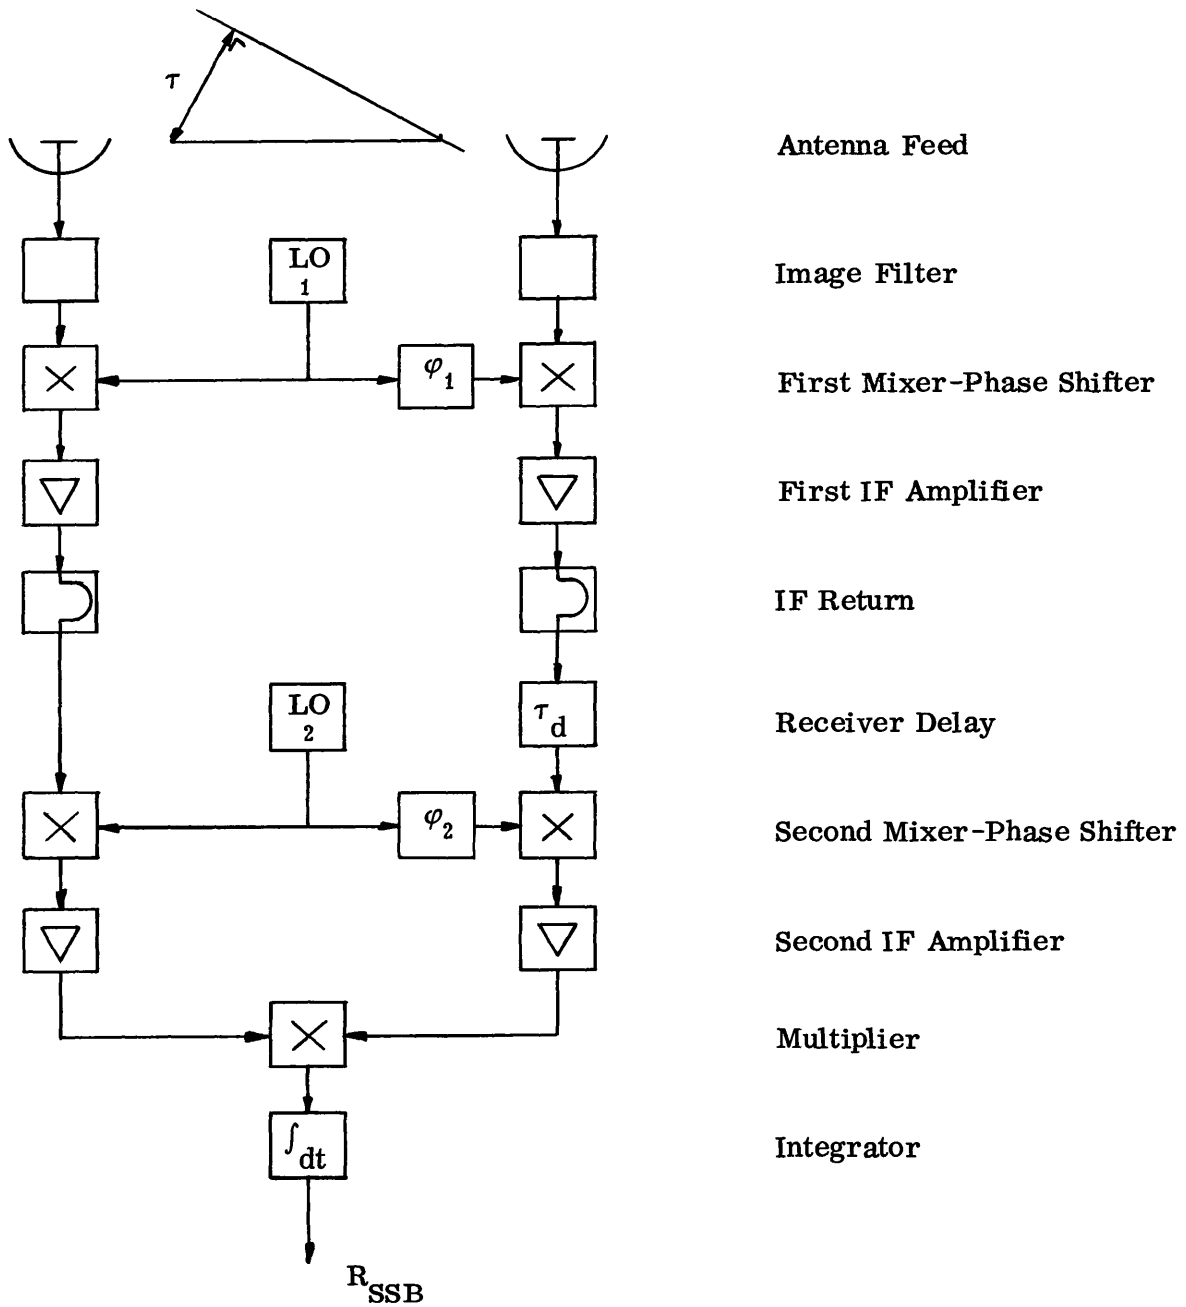 τ
Antenna Feed
LO
1
Image Filter
φ1
First Mixer-Phase Shifter
First IF Amplifier
IF Return
LO
2
τd
Receiver Delay
φ2
Second Mixer-Phase Shifter
Second IF Amplifier
Multiplier
∫dt
Integrator
RSSB